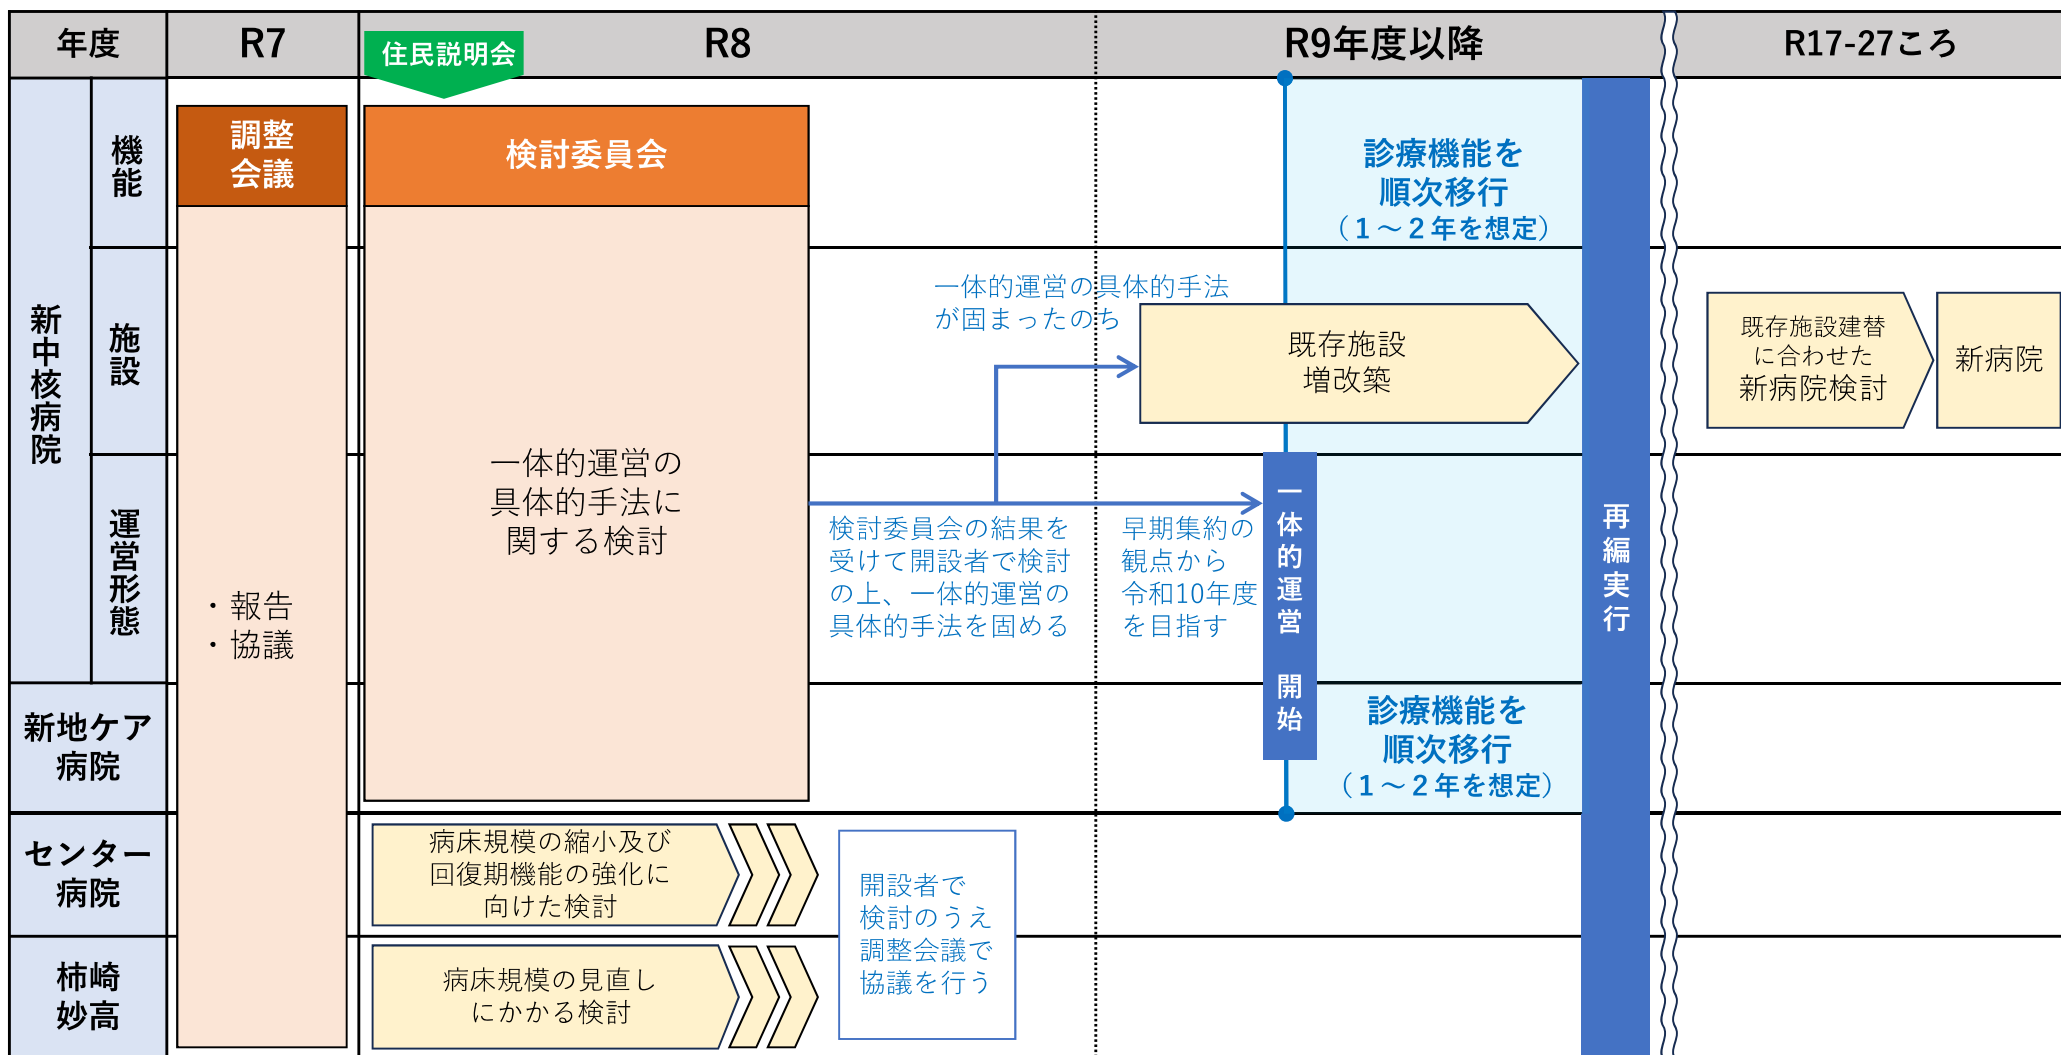 年度
R7
R8
R9年度以降
R17-27ころ
住民説明会
新中核病院
機能
施設
運営形態
新地ケア
病院
センター
病院
柿崎
妙高
調整
会議
・報告
・協議
検討委員会
一体的運営の
具体的手法に
関する検討
一体的運営の具体的手法
が固まったのち
検討委員会の結果を
受けて開設者で検討
の上、一体的運営の
具体的手法を固める
早期集約の
観点から
令和10年度
を目指す
診療機能を
順次移行
（１～２年を想定）
既存施設
増改築
一体的運営　開始
診療機能を
順次移行
（１～２年を想定）
再編実行
既存施設建替
に合わせた
新病院検討
新病院
病床規模の縮小及び
回復期機能の強化に
向けた検討
病床規模の見直し
にかかる検討
開設者で
検討のうえ
調整会議で
協議を行う